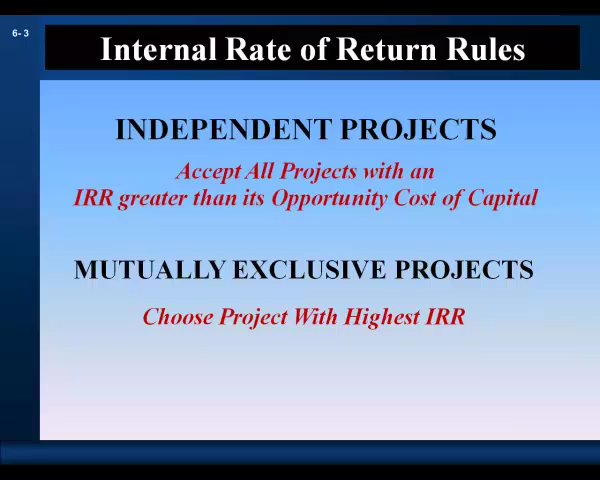 6- 3
Internal Rate of Return Rules
INDEPENDENT PROJECTS
Accept All Projects with an
IRR greater than its Opportunity Cost of Capital
MUTUALLY EXCLUSIVE PROJECTS
Choose Project With Highest IRR